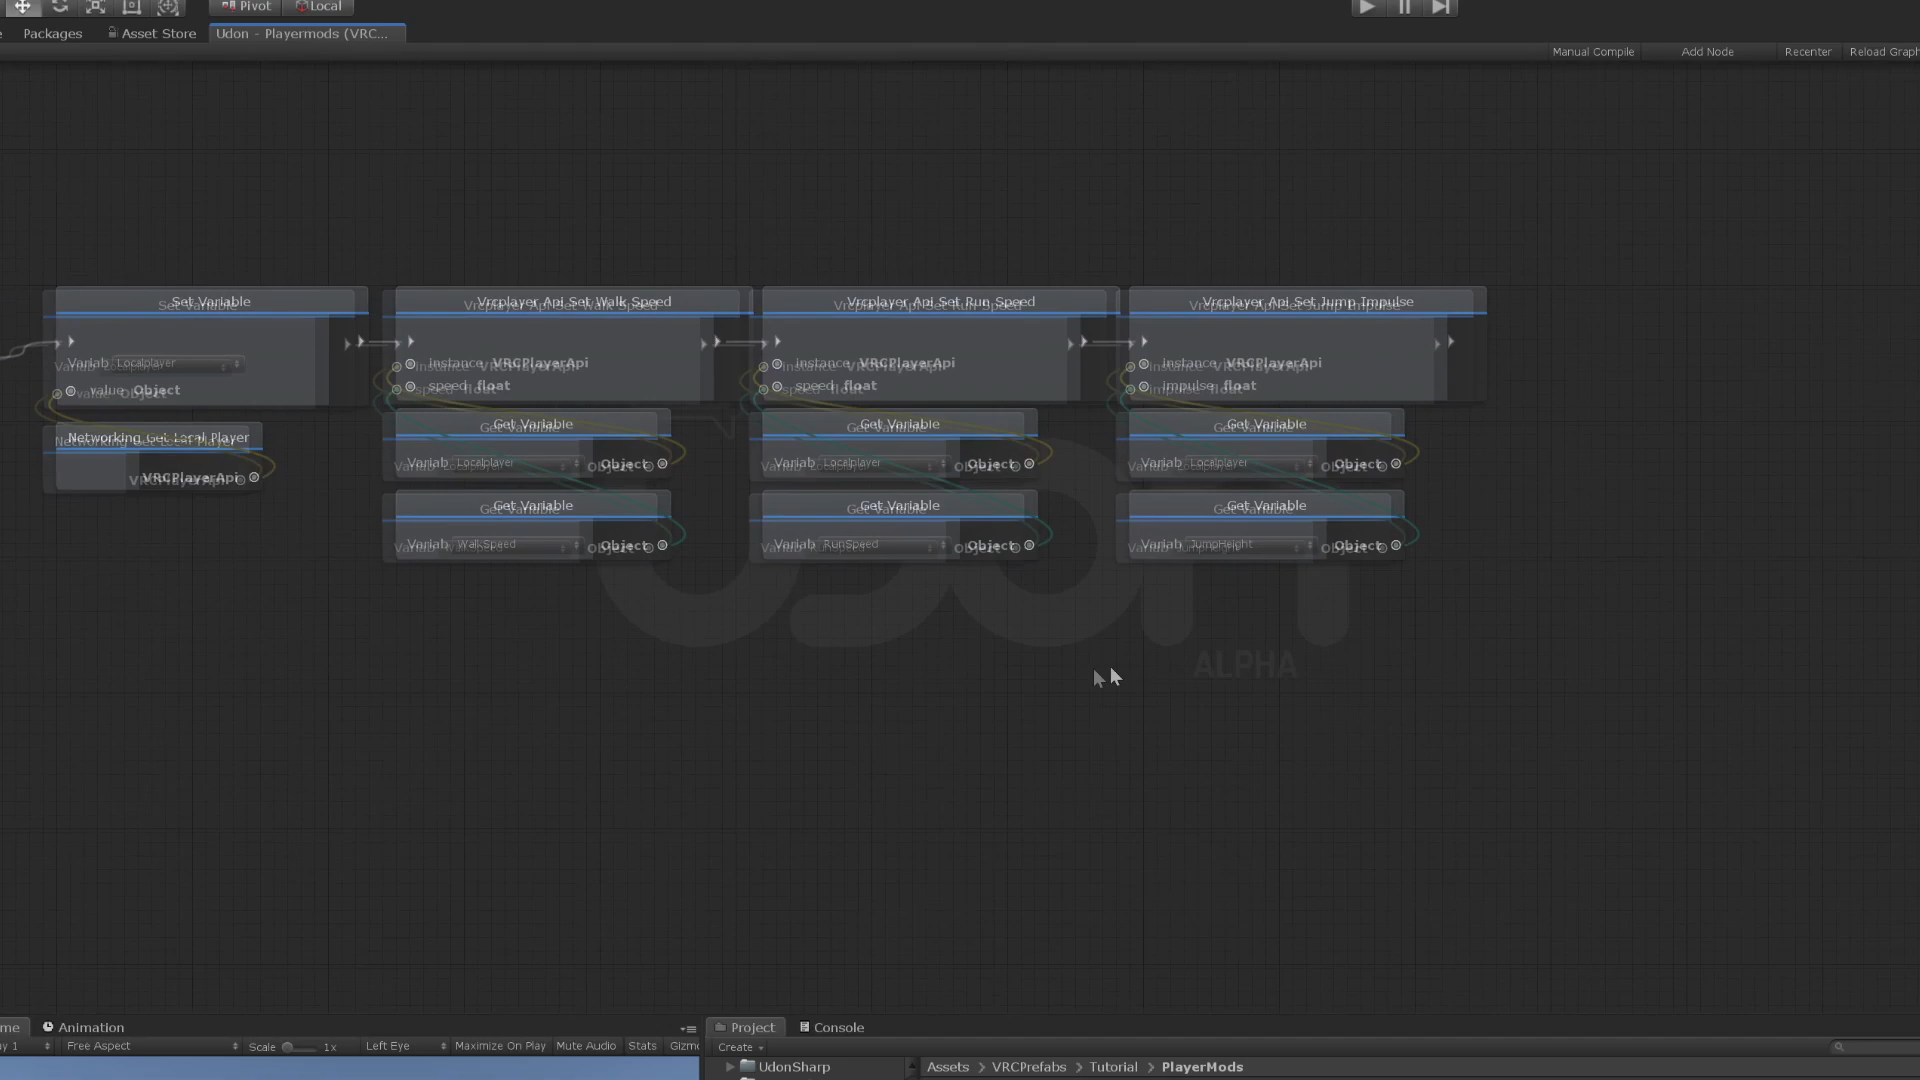 Pivot Local
Packages Asset Store Udon - Playermods (VRC...
Manual Compile Add Node Recenter Reload Graph
Set Variable Vrcplayer Api Set Walk Speed Vrcplayer Api Set Run Speed Vrcplayer Api Set Jump Impulse
Variab Localplayer instance VRCPlayerApi instance VRCPlayerApi instance VRCPlayerApi
value Object speed float speed float impulse float
Get Variable Get Variable Get Variable
Networking Get Local Player
Variab Localplayer Object Variab Localplayer Object Variab Localplayer Object
VRCPlayerApi
Get Variable Get Variable Get Variable
Variab WalkSpeed Object Variab RunSpeed Object Variab JumpHeight Object
udon
ALPHA
me Animation Project Console
ay 1 Free Aspect Scale 1x Left Eye Maximize On Play Mute Audio Stats Gizmo Create
UdonSharp Assets > VRCPrefabs > Tutorial > PlayerMods